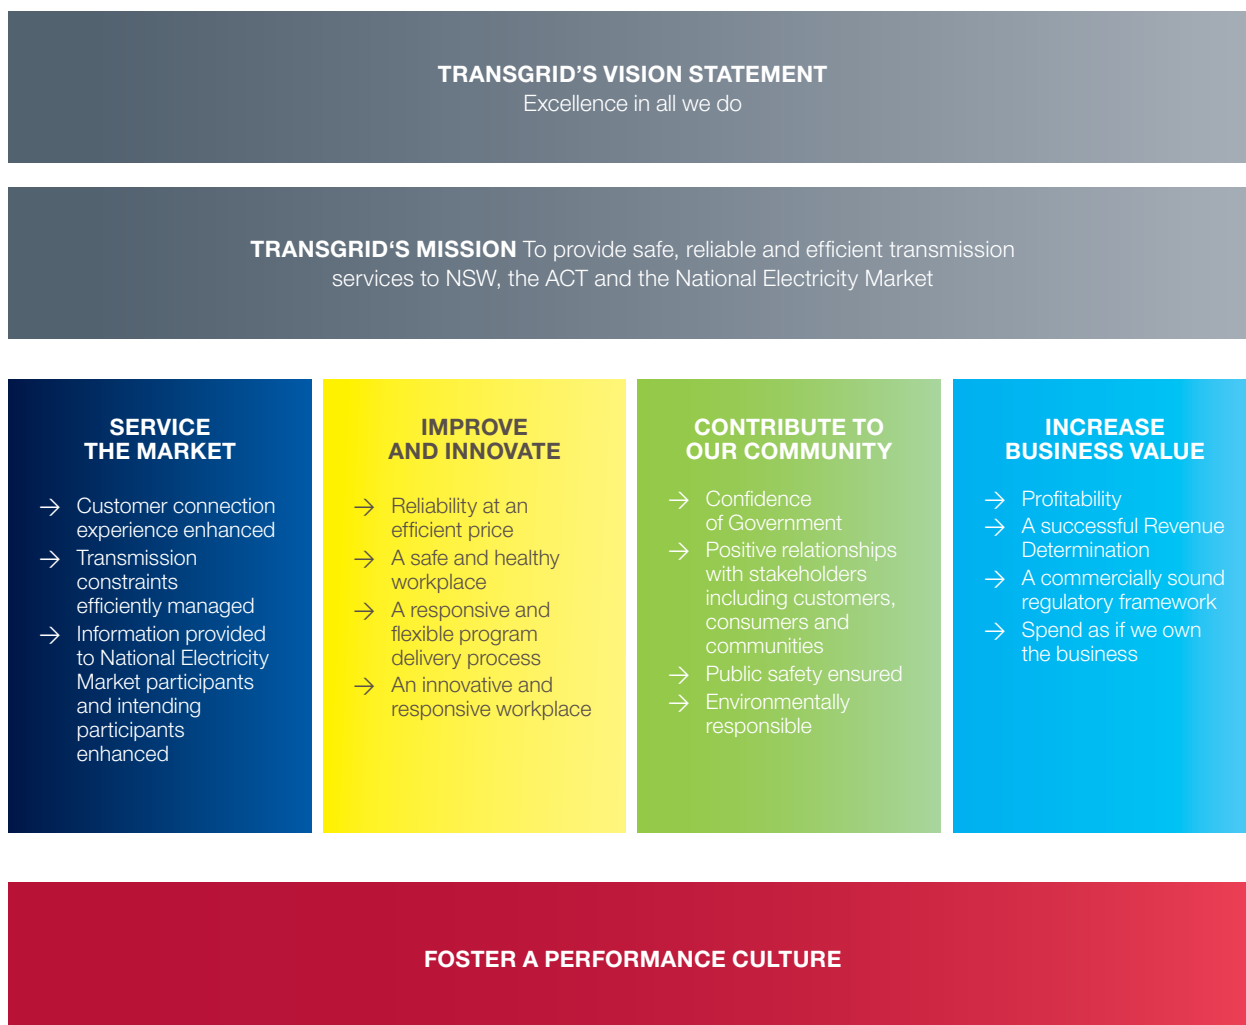 TRANSGRID’S VISION STATEMENT
Excellence in all we do
TRANSGRID‘S MISSION To provide safe, reliable and efficient transmission
services to NSW, the ACT and the National Electricity Market
SERVICE
THE MARKET
→ Customer connection
experience enhanced
→ Transmission
constraints
efficiently managed
→ Information provided
to National Electricity
Market participants
and intending
participants
enhanced
IMPROVE
AND INNOVATE
→ Reliability at an
efficient price
→ A safe and healthy
workplace
→ A responsive and
flexible program
delivery process
→ An innovative and
responsive workplace
CONTRIBUTE TO
OUR COMMUNITY
→ Confidence
of Government
→ Positive relationships
with stakeholders
including customers,
consumers and
communities
→ Public safety ensured
→ Environmentally
responsible
INCREASE
BUSINESS VALUE
→ Profitability
→ A successful Revenue
Determination
→ A commercially sound
regulatory framework
→ Spend as if we own
the business
FOSTER A PERFORMANCE CULTURE